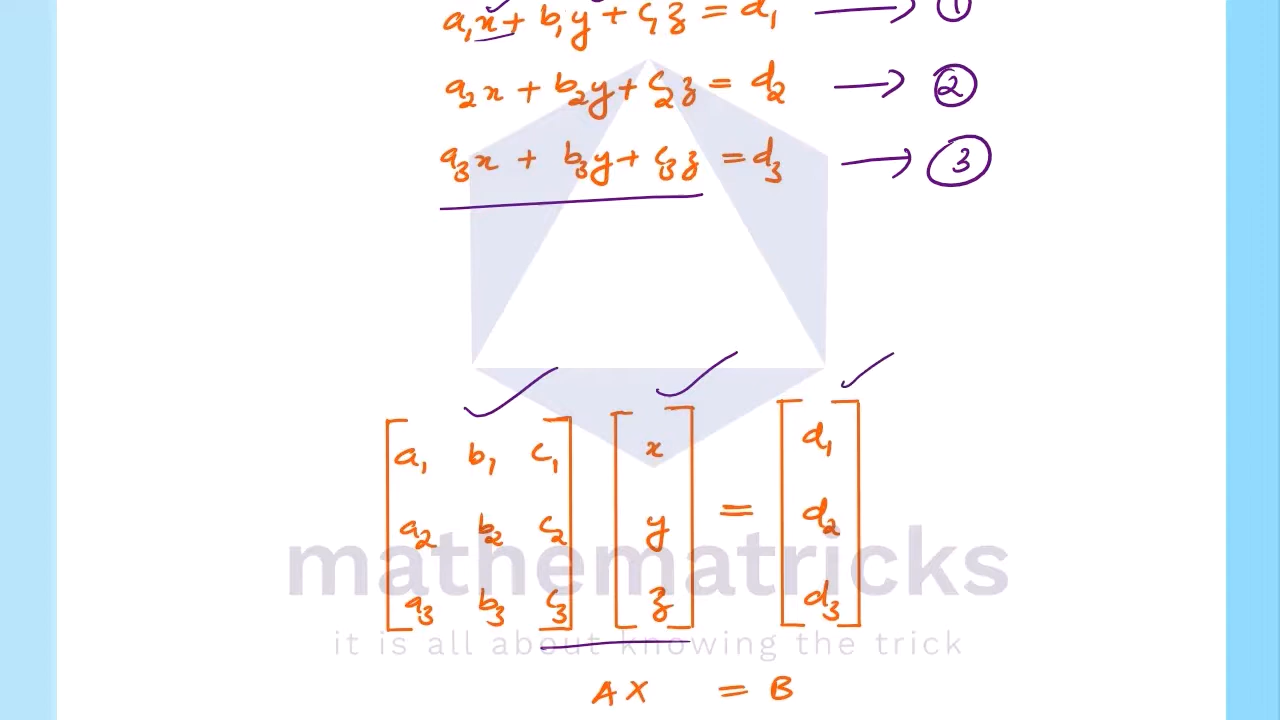 a₁x + b₁y + c₁z = d₁ ⟶ ①
a₂x + b₂y + c₂z = d₂ ⟶ ②
a₃x + b₃y + c₃z = d₃ ⟶ ③
a₁ b₁ c₁ x d₁
a₂ b₂ c₂ y = d₂
a₃ b₃ c₃ z d₃
mathematricks
it is all about knowing the trick
AX = B